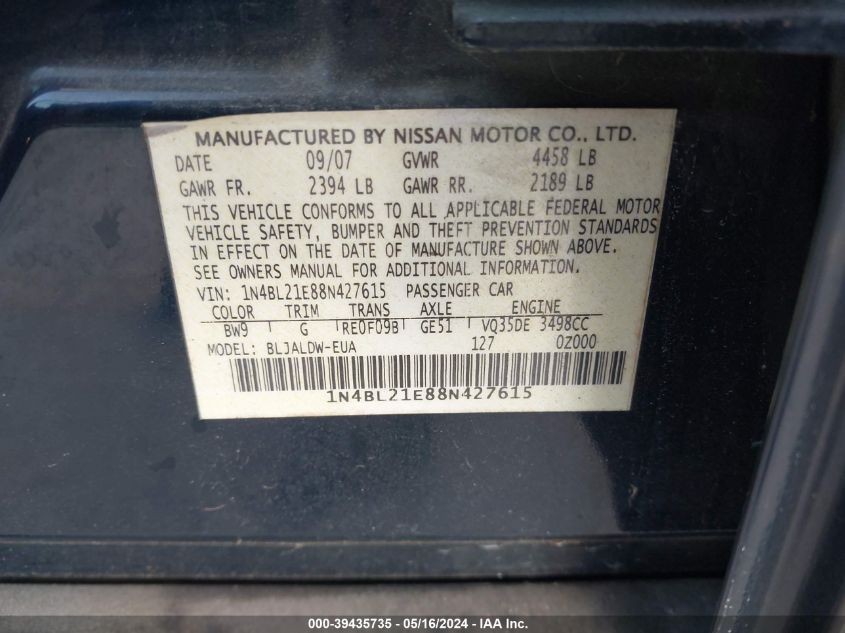 MANUFACTURED BY NISSAN MOTOR CO., LTD.
DATE 09/07 GVWR 4458 LB
GAWR FR. 2394 LB GAWR RR. 2189 LB
THIS VEHICLE CONFORMS TO ALL APPLICABLE FEDERAL MOTOR
VEHICLE SAFETY, BUMPER AND THEFT PREVENTION STANDARDS
IN EFFECT ON THE DATE OF MANUFACTURE SHOWN ABOVE.
SEE OWNERS MANUAL FOR ADDITIONAL INFORMATION.
VIN: 1N4BL21E88N427615 PASSENGER CAR
COLOR TRIM TRANS AXLE ENGINE
BW9 G RE0F09B GE51 VQ35DE 3498CC
MODEL: BLJALDW-EUA 127 0Z000
1N4BL21E88N427615
000-39435735 - 05/16/2024 - IAA Inc.